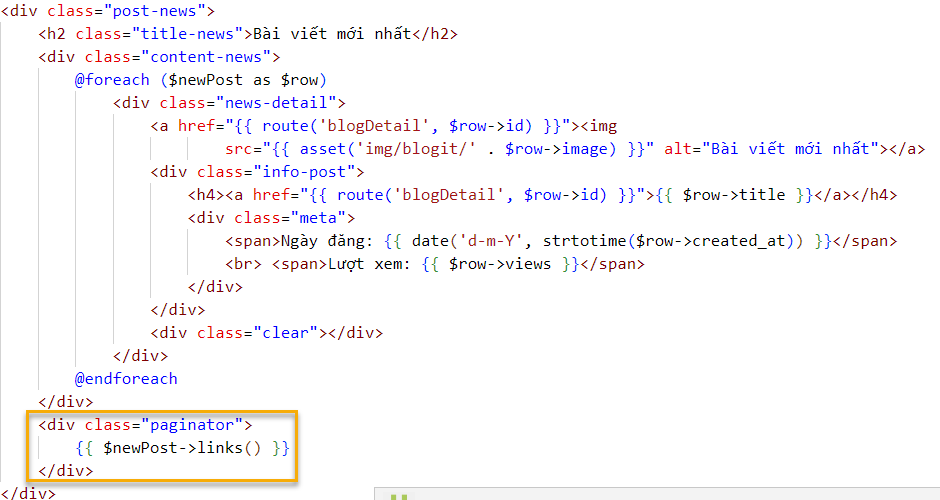 <div class="post-news">
<h2 class="title-news">Bài viết mới nhất</h2>
<div class="content-news">
@foreach ($newPost as $row)
<div class="news-detail">
<a href="{{ route('blogDetail', $row->id) }}"><img
src="{{ asset('img/blogit/' . $row->image) }}" alt="Bài viết mới nhất"></a>
<div class="info-post">
<h4><a href="{{ route('blogDetail', $row->id) }}">{{ $row->title }}</a></h4>
<div class="meta">
<span>Ngày đăng: {{ date('d-m-Y', strtotime($row->created_at)) }}</span>
<br> <span>Lượt xem: {{ $row->views }}</span>
</div>
</div>
<div class="clear"></div>
</div>
@endforeach
</div>
<div class="paginator">
{{ $newPost->links() }}
</div>
</div>